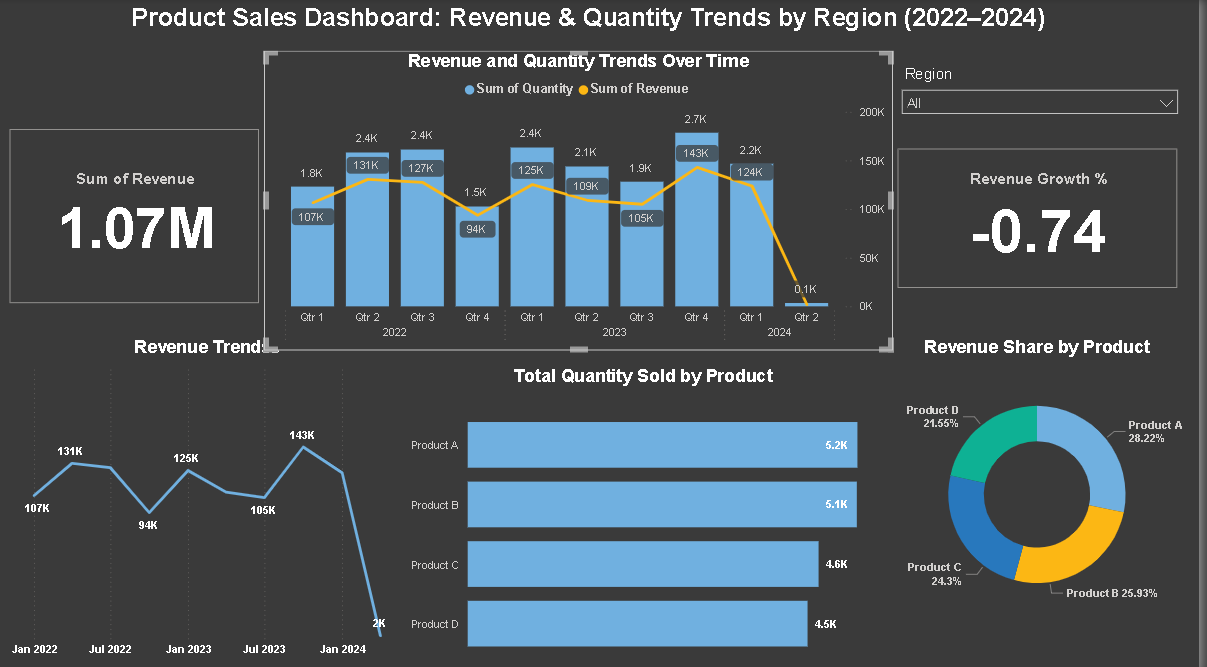 Product Sales Dashboard: Revenue & Quantity Trends by Region (2022–2024)
Revenue and Quantity Trends Over Time
Sum of Quantity Sum of Revenue
Region
All
Sum of Revenue
1.07M
Revenue Growth %
-0.74
200K
150K
100K
50K
0K
1.8K
2.4K
2.4K
1.5K
2.4K
2.1K
1.9K
2.7K
2.2K
0.1K
107K
131K
127K
94K
125K
109K
105K
143K
124K
Qtr 1 Qtr 2 Qtr 3 Qtr 4 Qtr 1 Qtr 2 Qtr 3 Qtr 4 Qtr 1 Qtr 2
2022 2023 2024
Revenue Trends
107K
131K
94K
125K
105K
143K
2K
Jan 2022 Jul 2022 Jan 2023 Jul 2023 Jan 2024
Total Quantity Sold by Product
Product A 5.2K
Product B 5.1K
Product C 4.6K
Product D 4.5K
Revenue Share by Product
Product D
21.55%
Product A
28.22%
Product C
24.3%
Product B 25.93%